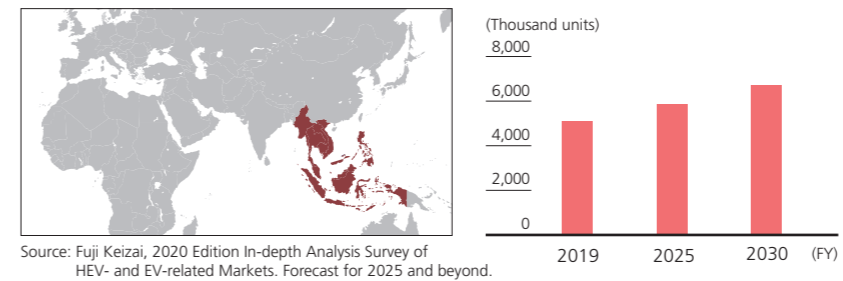 (Thousand units)
8,000
6,000
4,000
2,000
0
2019 2025 2030 (FY)
Source: Fuji Keizai, 2020 Edition In-depth Analysis Survey of
HEV- and EV-related Markets. Forecast for 2025 and beyond.